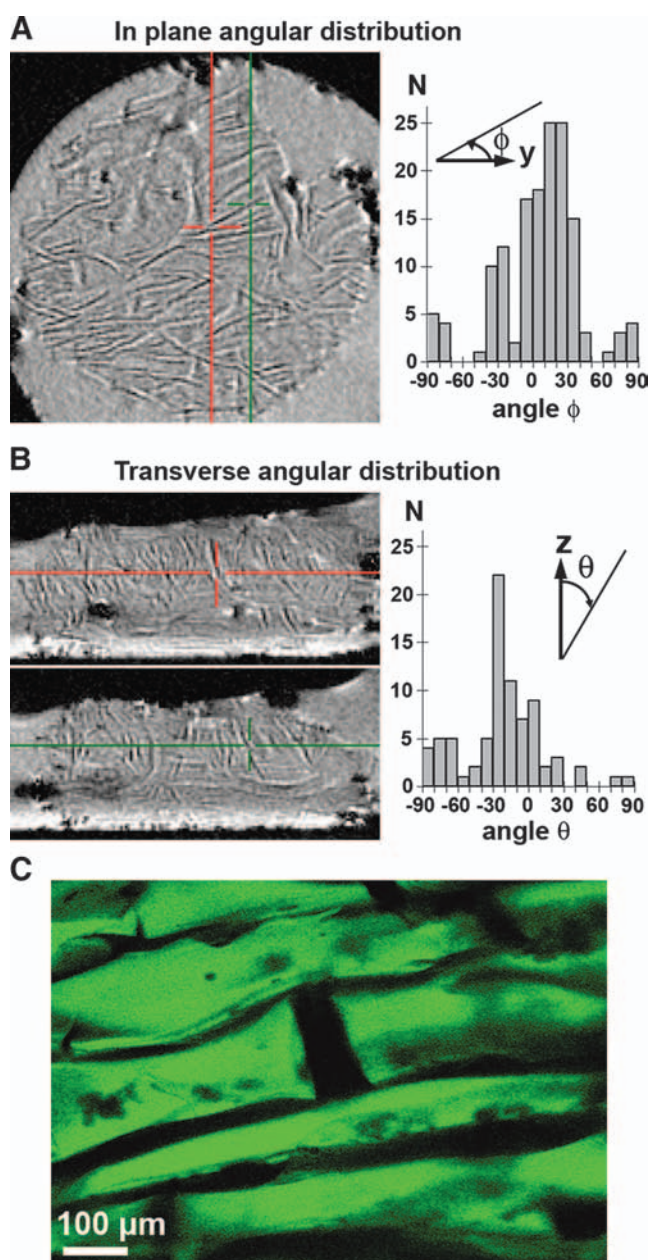 A
In plane angular distribution
N
25
20
15
10
5
0
ϕ
y
-90 -60 -30 0 30 60 90
angle ϕ
B
Transverse angular distribution
N
25
20
15
10
5
0
z
θ
-90 -60 -30 0 30 60 90
angle θ
C
100 µm